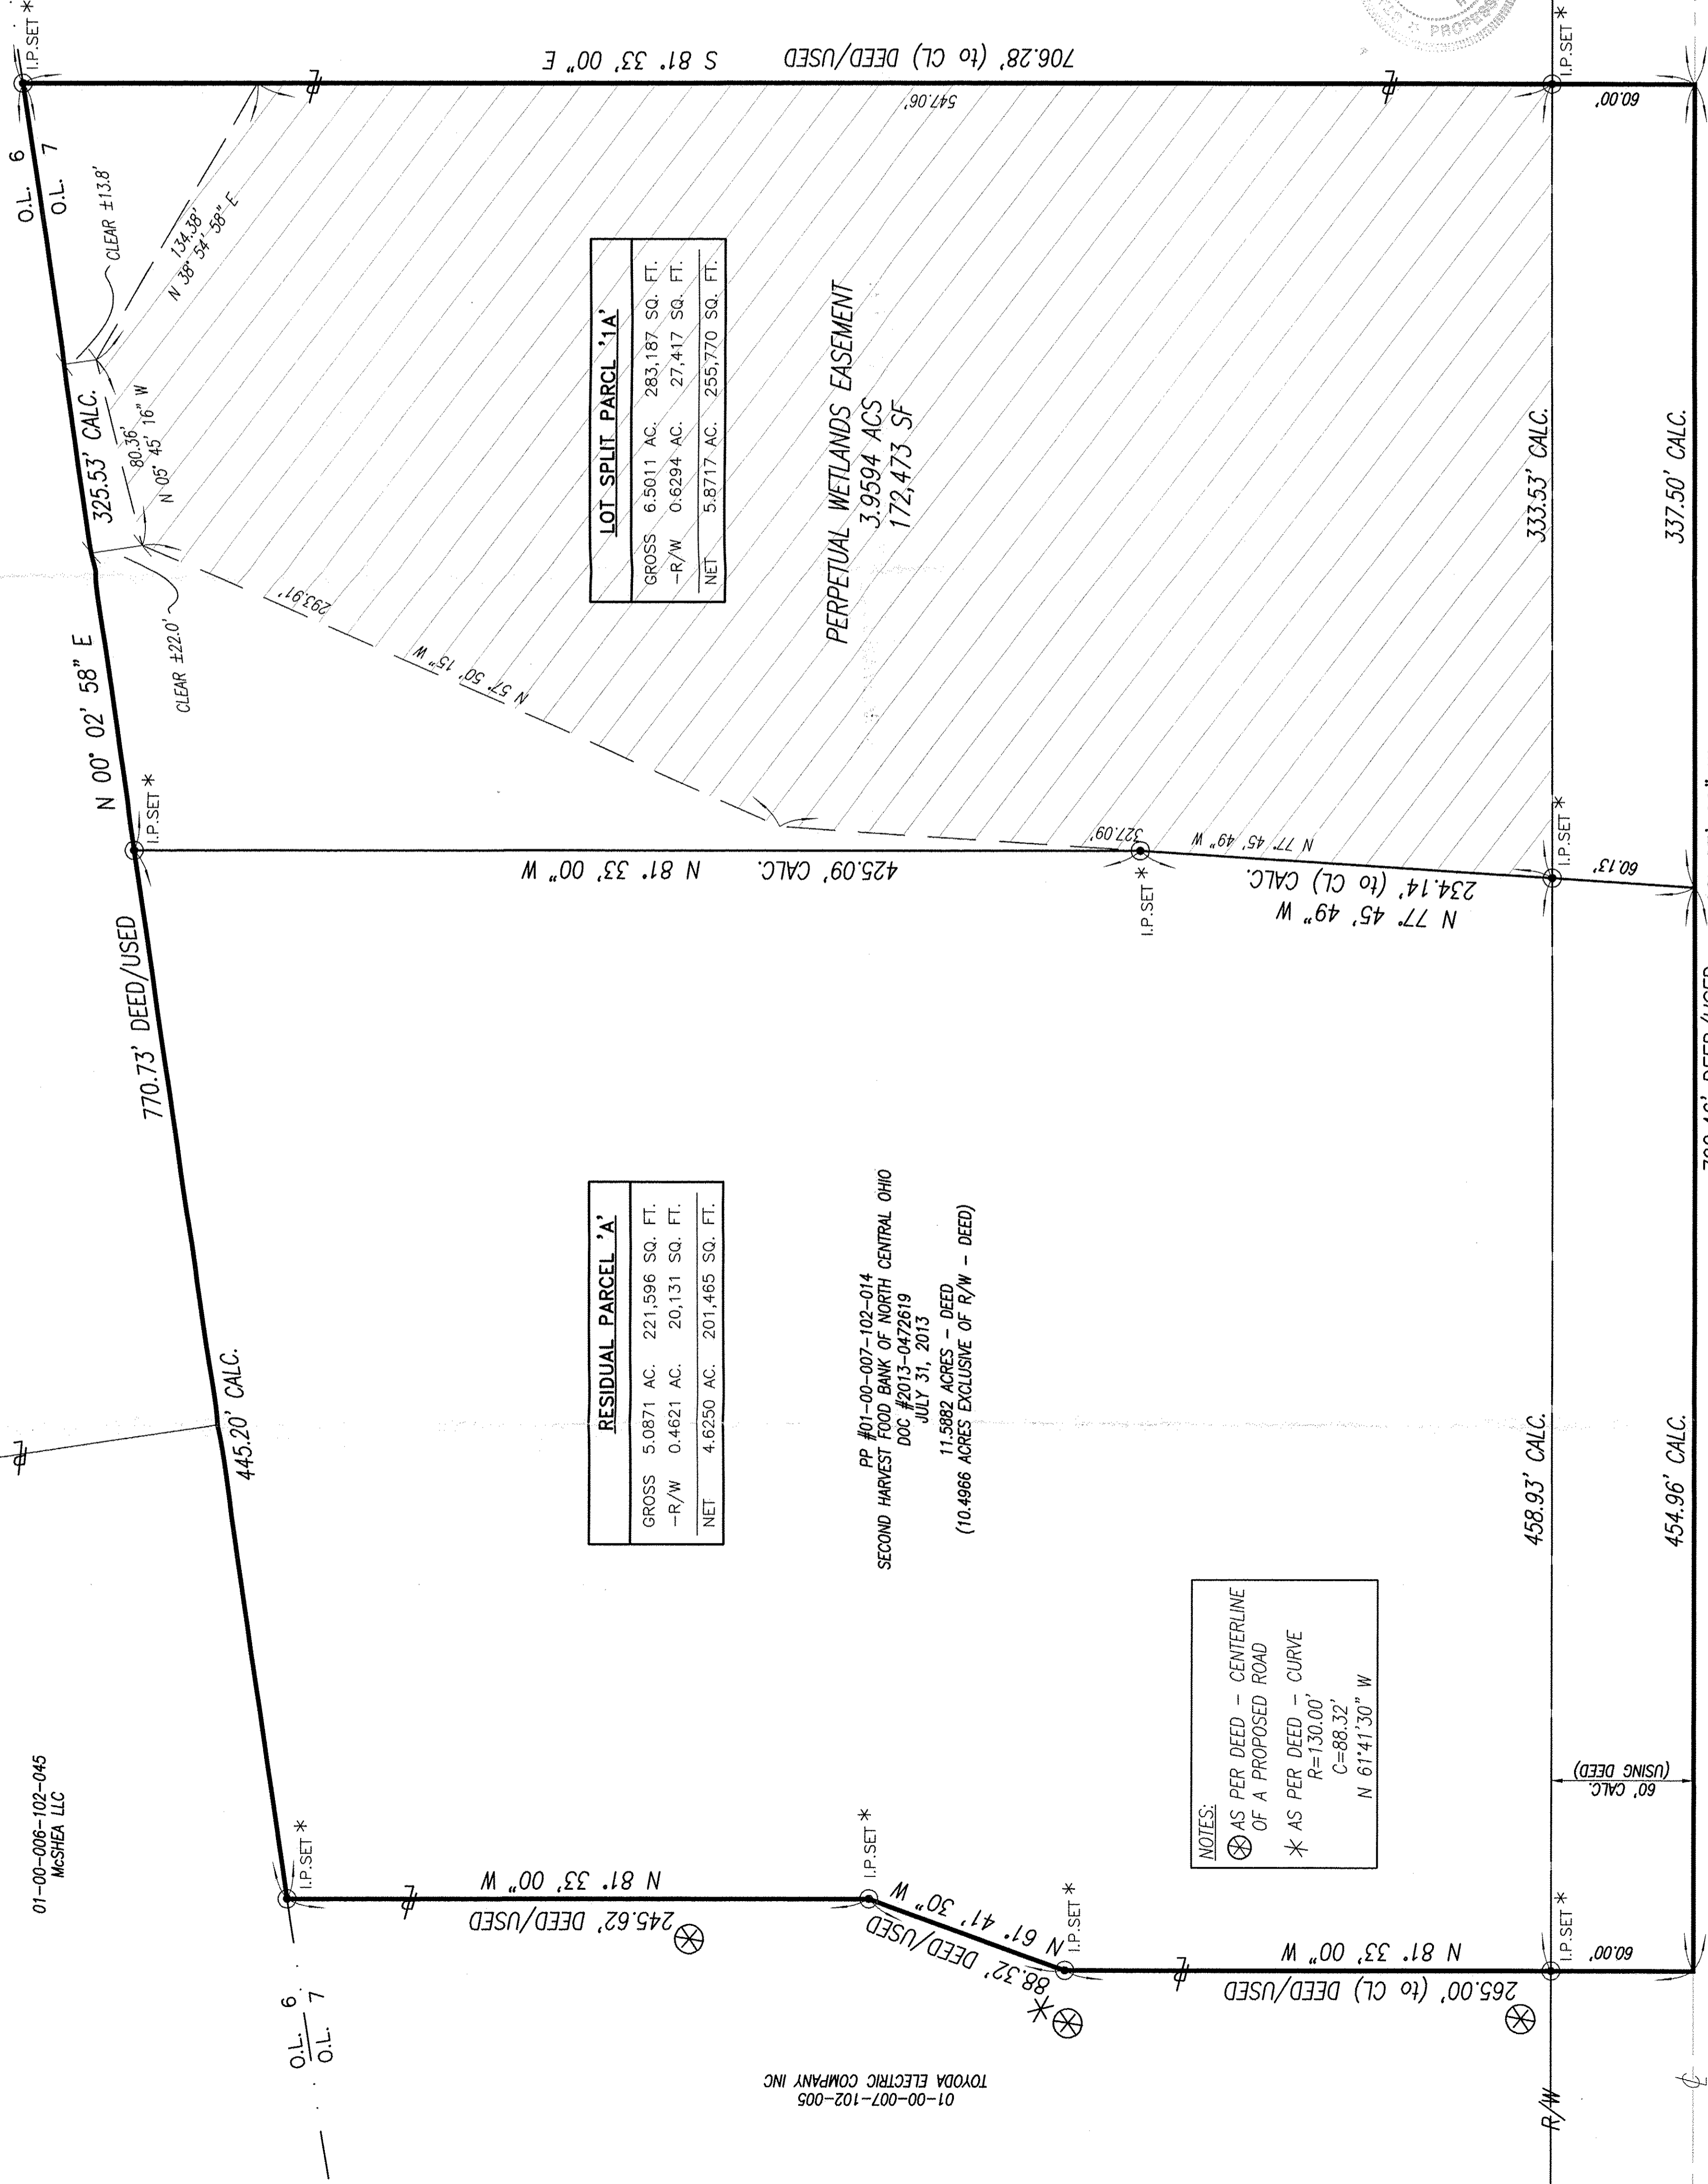 I.P.SET *
O.L. 6
O.L. 7
CLEAR ±13.8'
134.38'
N 38° 54' 58" E
325.53' CALC.
80.36'
N 05° 45' 16" W
N 00° 02' 58" E
CLEAR ±22.0'
293.91'
N 57° 50' 15" W
S 81° 33' 00" E
706.28' (to CL) DEED/USED
547.06'
I.P.SET *
60.00'
PROFESS
LOT SPLIT PARCL '1A'
GROSS 6.5011 AC. 283,187 SQ. FT.
-R/W 0.6294 AC. 27,417 SQ. FT.
NET 5.8717 AC. 255,770 SQ. FT.
PERPETUAL WETLANDS EASEMENT
3.9594 ACS
172,473 SF
333.53' CALC.
337.50' CALC.
I.P.SET *
N 81° 33' 00" W
425.09' CALC.
327.09'
N 77° 45' 49" W
I.P.SET *
N 77° 45' 49" W
234.14' (to CL) CALC.
I.P.SET *
60.13'
770.73' DEED/USED
445.20' CALC.
RESIDUAL PARCEL 'A'
GROSS 5.0871 AC. 221,596 SQ. FT.
-R/W 0.4621 AC. 20,131 SQ. FT.
NET 4.6250 AC. 201,465 SQ. FT.
PP #01-00-007-102-014
SECOND HARVEST FOOD BANK OF NORTH CENTRAL OHIO
DOC #2013-0472619
JULY 31, 2013
11.5882 ACRES - DEED
(10.4966 ACRES EXCLUSIVE OF R/W - DEED)
458.93' CALC.
454.96' CALC.
DEED/USED
01-00-006-102-045
McSHEA LLC
NOTES:
AS PER DEED - CENTERLINE
OF A PROPOSED ROAD
* AS PER DEED - CURVE
R=130.00'
C=88.32'
N 61°41'30" W
60' CALC.
(USING DEED)
I.P.SET *
N 81° 33' 00" W
245.62' DEED/USED
I.P.SET *
N 61° 41' 30" W
88.32' DEED/USED
*
I.P.SET *
N 81° 33' 00" W
265.00' (to CL) DEED/USED
I.P.SET *
60.00'
O.L. 6
O.L. 7
01-00-007-102-005
TOYODA ELECTRIC COMPANY INC
R/W